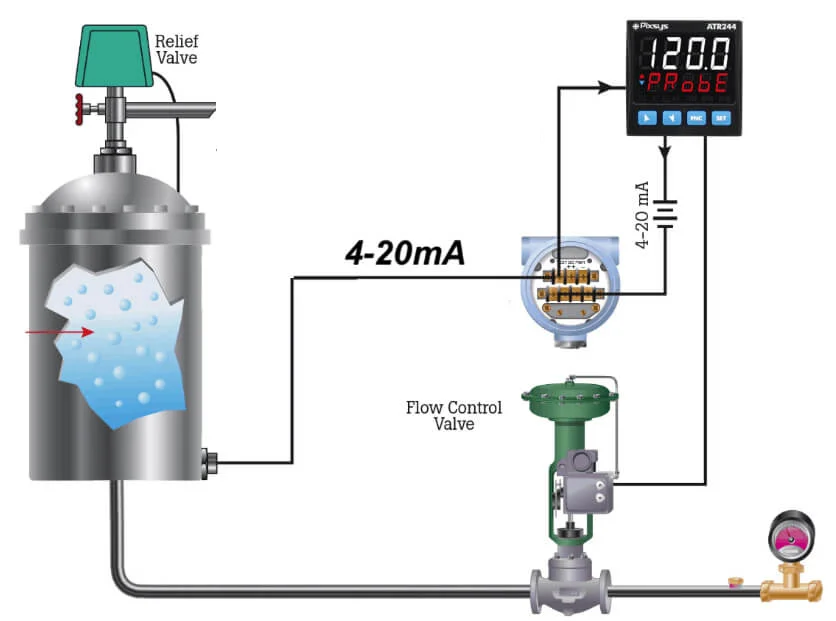 Relief
Valve
Pixsys
ATR244
120.0
PRobE
FNC
SET
4-20 mA
4-20mA
Flow Control
Valve